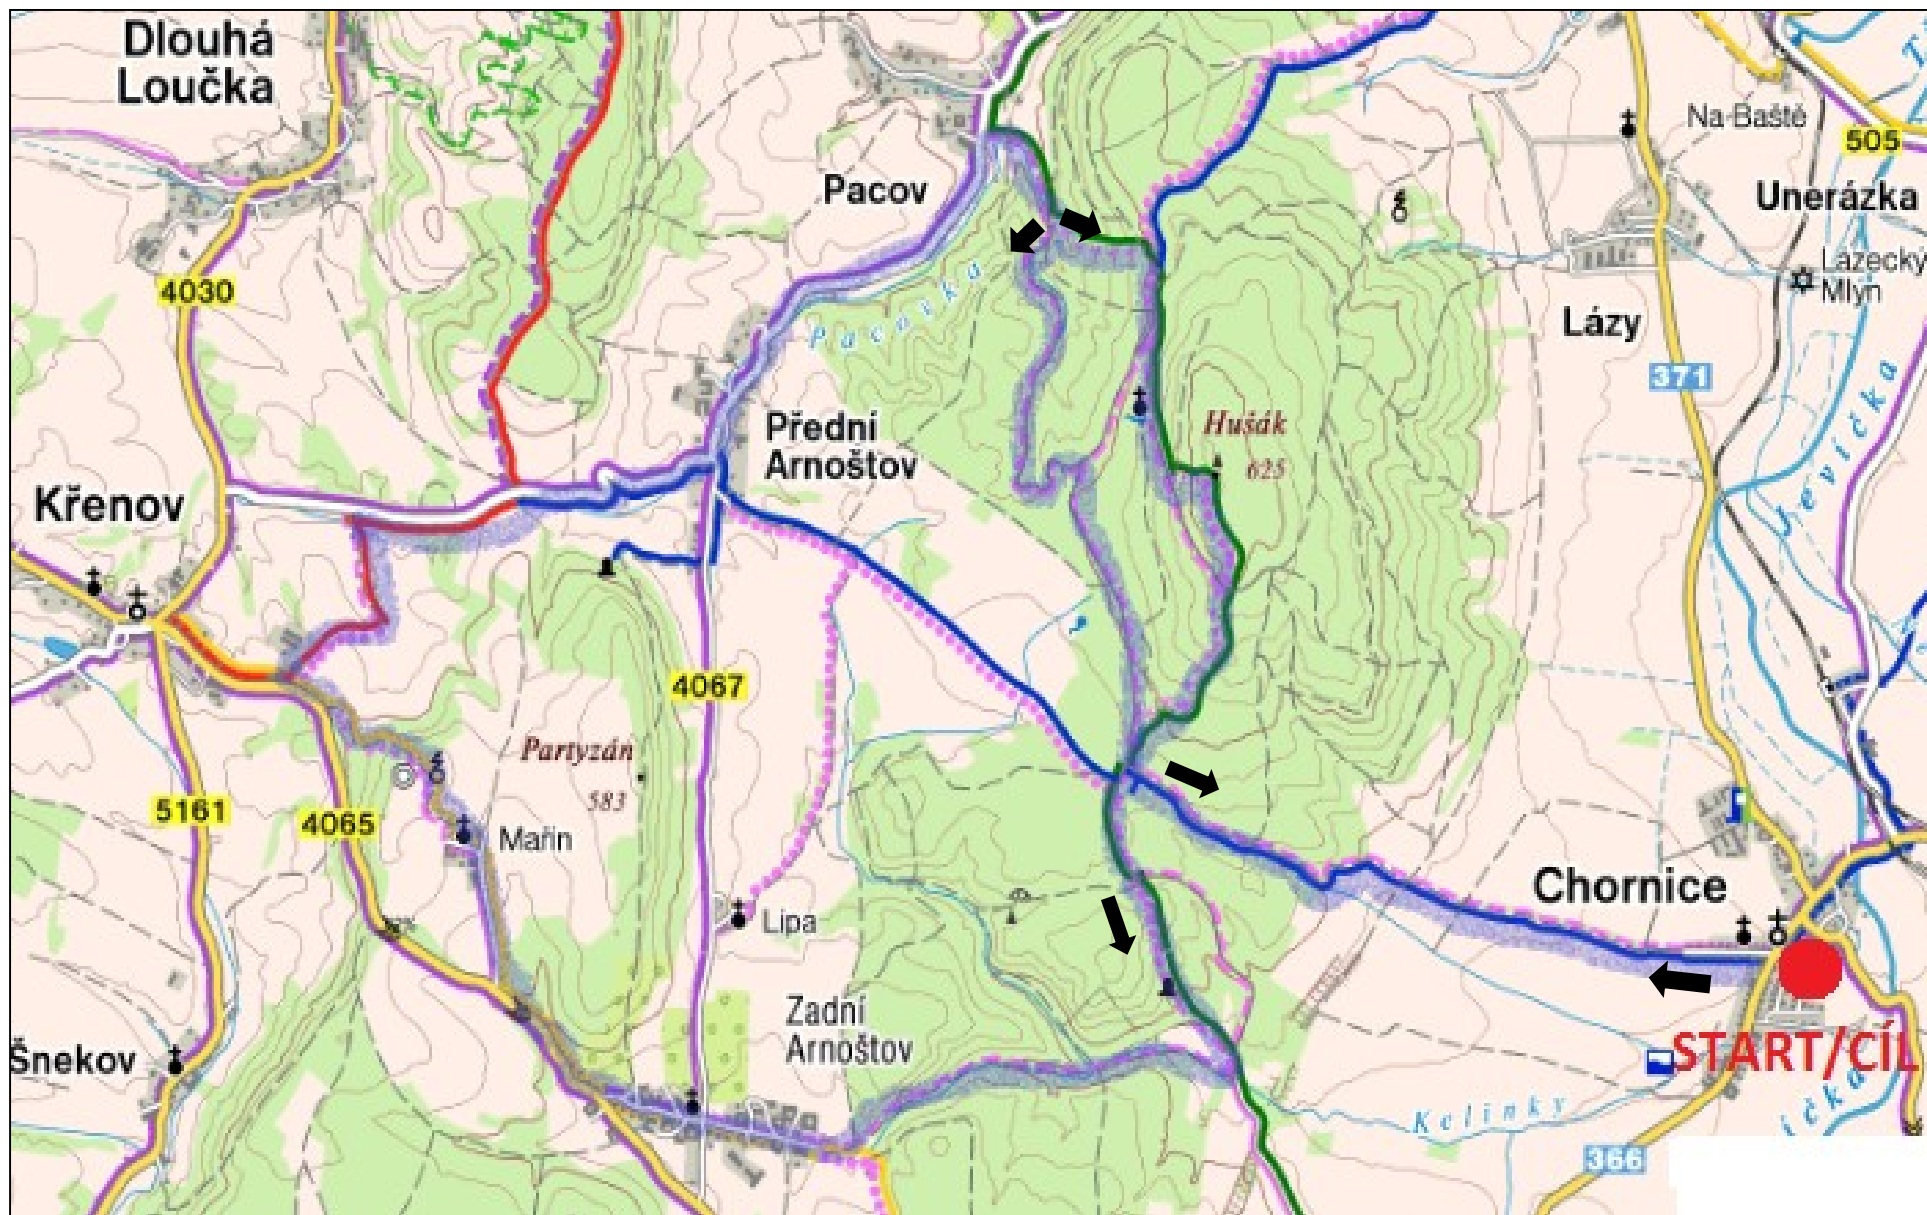 Dlouhá
Loučka
Na Baště
505
Pacov
Unerázka
4030
Lazecký
Mlýn
Pacovka
Lázy
371
Jevíčka
Hušák
625
Přední
Arnoštov
Křenov
4067
Partyzán
583
5161
4065
Mařín
Chornice
Lipa
Zadní
Arnoštov
Šnekov
START/CÍL
Kelinky
366